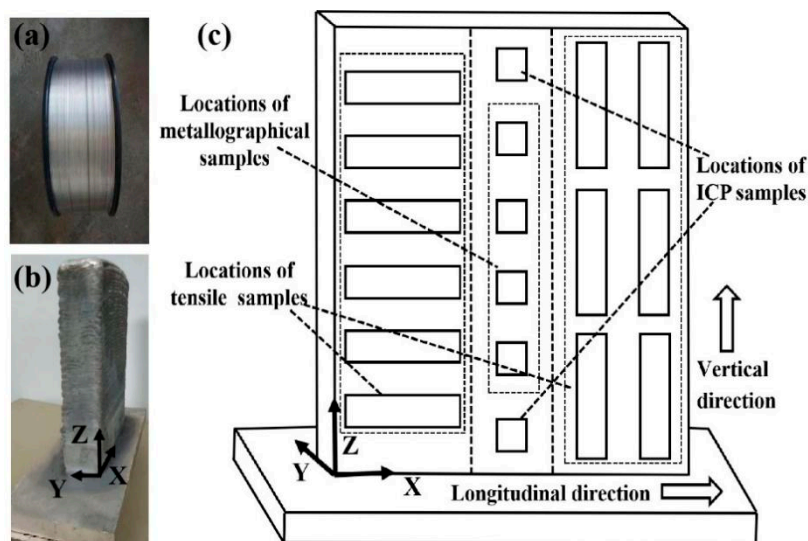 (a)
(b)
Z
Y
X
(c)
Locations of
metallographical
samples
Locations of
tensile samples
Locations of
ICP samples
Vertical
direction
Z
Y
X
Longitudinal direction